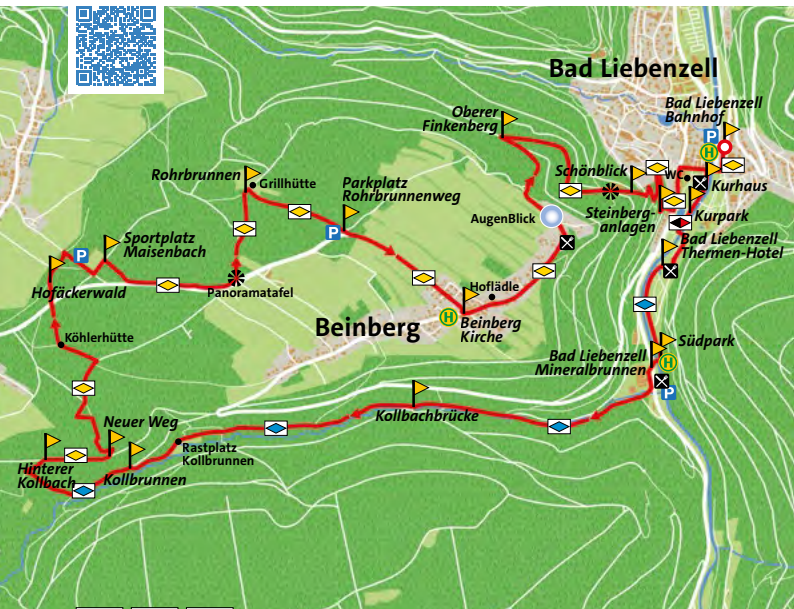 Bad Liebenzell
Bad Liebenzell
Bahnhof
P
H
Oberer
Finkenberg
Schönblick
WC
Kurhaus
Rohrbrunnen
Grillhütte
Parkplatz
Rohrbrunnenweg
P
AugenBlick
Steinberg-
anlagen
Kurpark
Sportplatz
Maisenbach
P
Bad Liebenzell
Thermen-Hotel
Hofäckerwald
Panoramatafel
Hoflädle
Beinberg
H
Beinberg
Kirche
Köhlerhütte
Südpark
Bad Liebenzell
Mineralbrunnen
H
P
Kollbachbrücke
Neuer Weg
Rastplatz
Kollbrunnen
Hinterer
Kollbach
Kollbrunnen